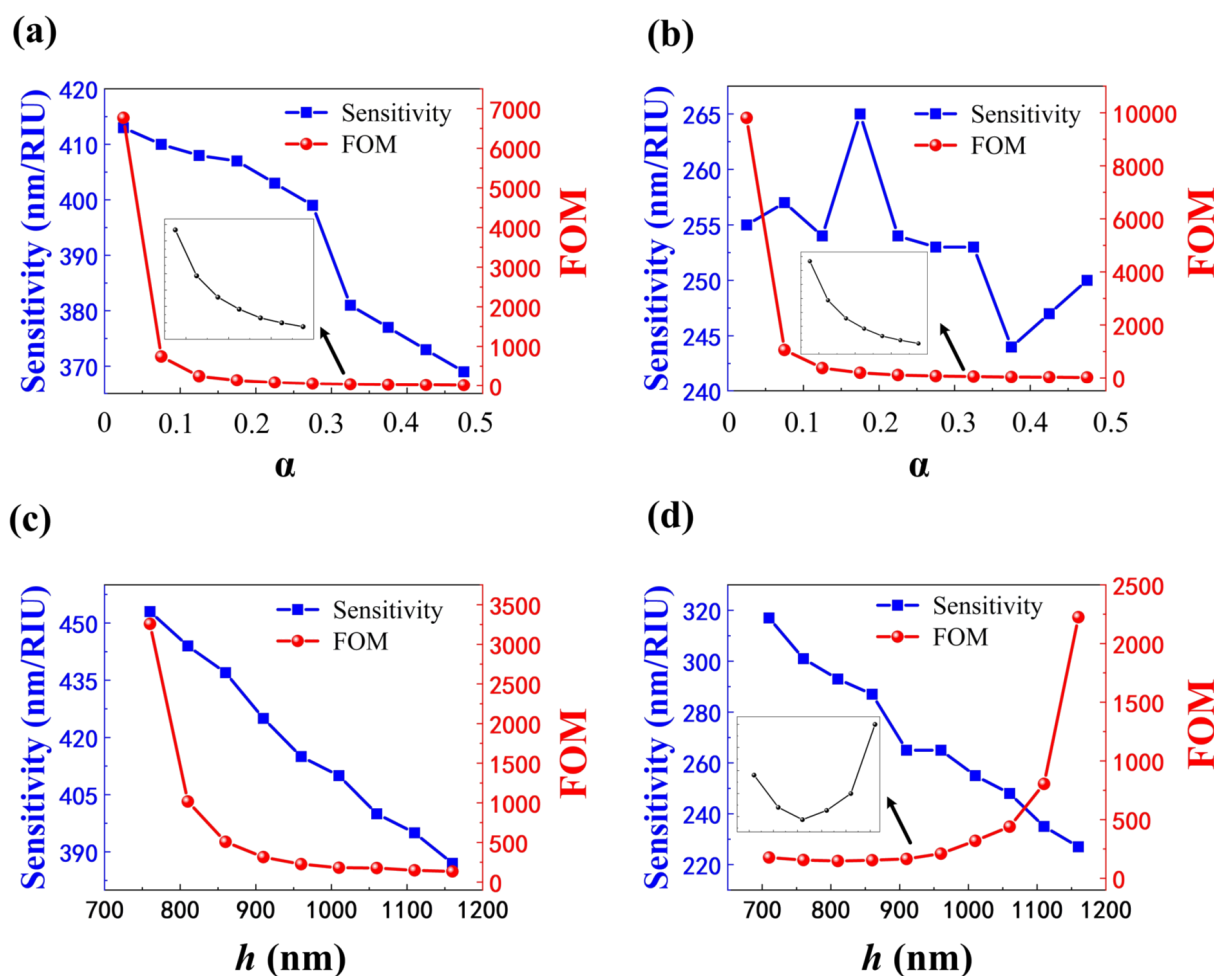 (a)
Sensitivity (nm/RIU)
420
410
400
390
380
370
Sensitivity
FOM
7000
6000
5000
4000
3000
2000
1000
0
FOM
0 0.1 0.2 0.3 0.4 0.5
α
(b)
Sensitivity (nm/RIU)
265
260
255
250
245
240
Sensitivity
FOM
10000
8000
6000
4000
2000
0
FOM
0 0.1 0.2 0.3 0.4 0.5
α
(c)
Sensitivity (nm/RIU)
450
435
420
405
390
Sensitivity
FOM
3500
3000
2500
2000
1500
1000
500
0
FOM
700 800 900 1000 1100 1200
h (nm)
(d)
Sensitivity (nm/RIU)
320
300
280
260
240
220
Sensitivity
FOM
2500
2000
1500
1000
500
0
FOM
700 800 900 1000 1100 1200
h (nm)